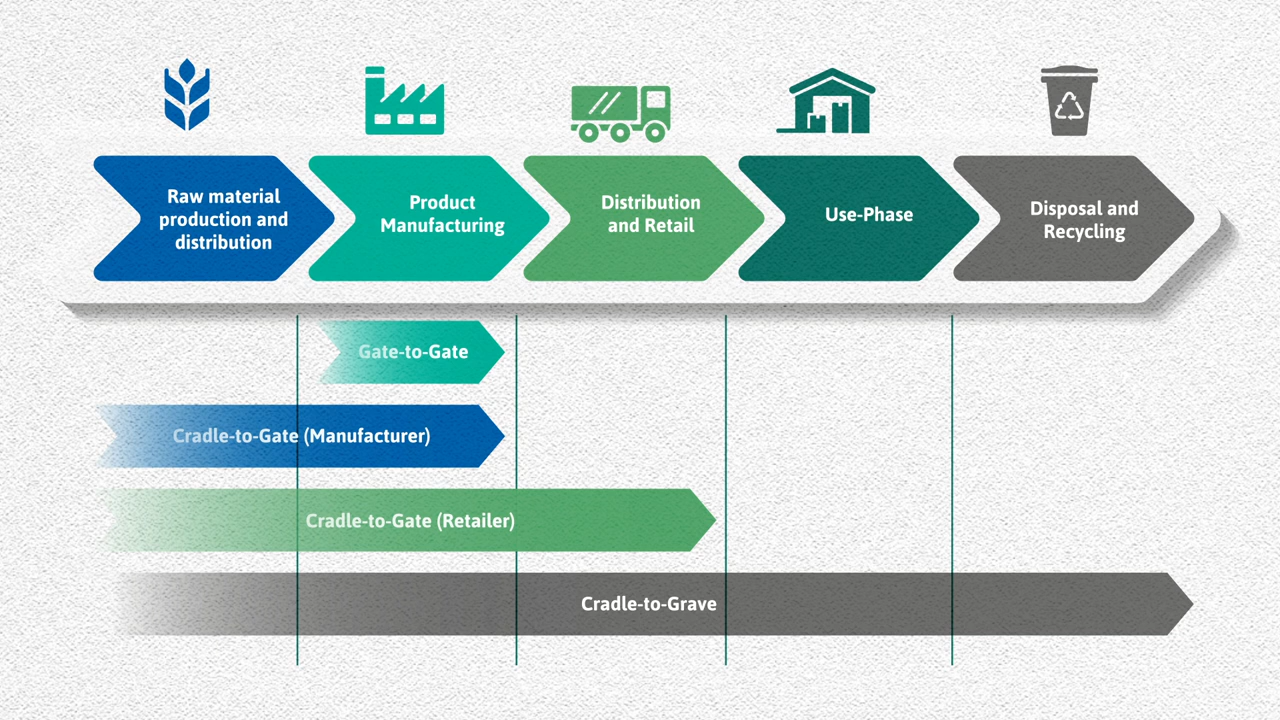 Raw material
production and
distribution
Product
Manufacturing
Distribution
and Retail
Use-Phase
Disposal and
Recycling
Gate-to-Gate
Cradle-to-Gate (Manufacturer)
Cradle-to-Gate (Retailer)
Cradle-to-Grave